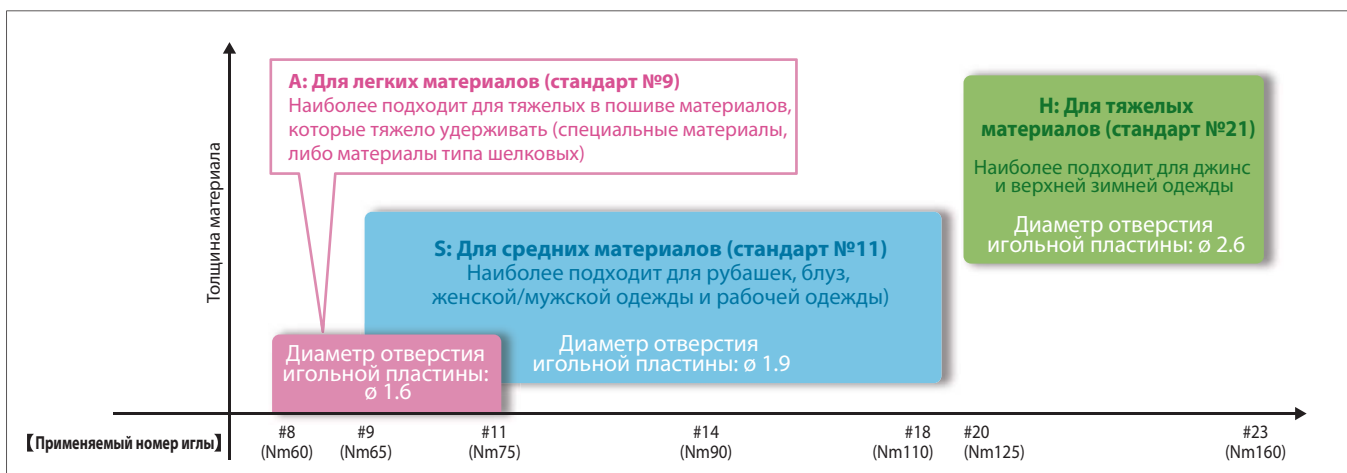 Толщина материала
A: Для легких материалов (стандарт №9)
Наиболее подходит для тяжелых в пошиве материалов,
которые тяжело удерживать (специальные материалы,
либо материалы типа шелковых)
H: Для тяжелых
материалов (стандарт №21)
Наиболее подходит для джинс
и верхней зимней одежды
Диаметр отверстия
игольной пластины: ø 2.6
S: Для средних материалов (стандарт №11)
Наиболее подходит для рубашек, блуз,
женской/мужской одежды и рабочей одежды)
Диаметр отверстия
игольной пластины: ø 1.9
Диаметр отверстия
игольной пластины:
ø 1.6
【Применяемый номер иглы】
#8 #9 #11 #14 #18 #20 #23
(Nm60) (Nm65) (Nm75) (Nm90) (Nm110) (Nm125) (Nm160)